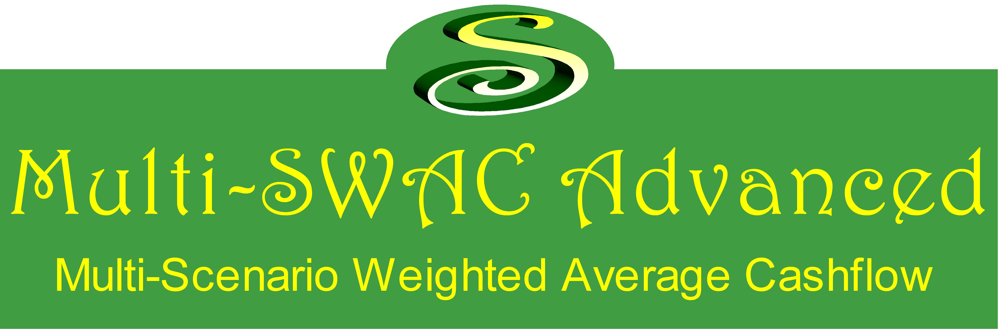 S
Multi-SWAC Advanced
Multi-Scenario Weighted Average Cashflow